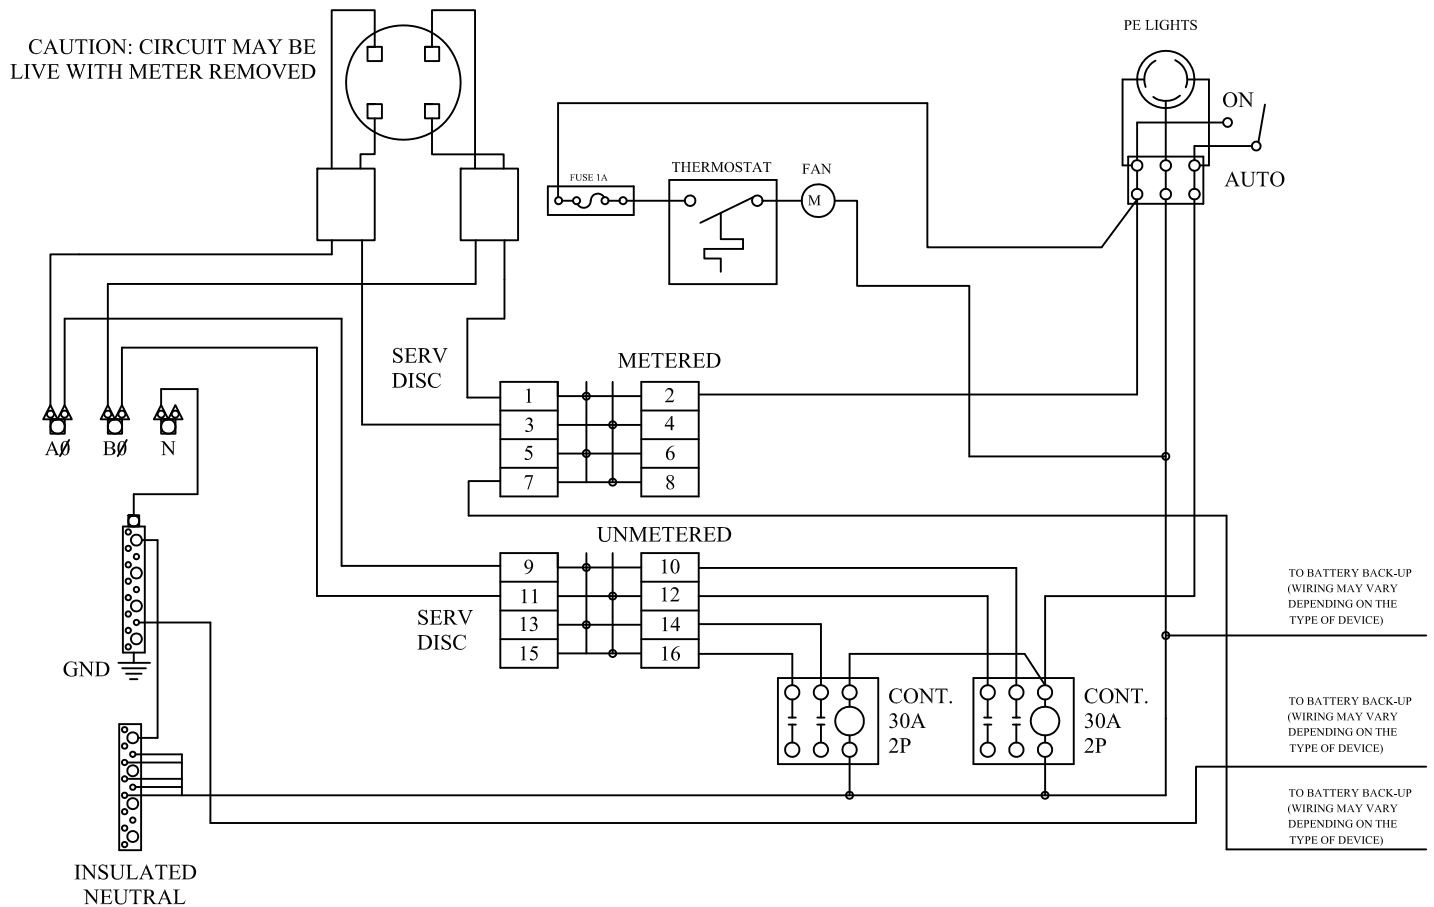 CAUTION: CIRCUIT MAY BE
LIVE WITH METER REMOVED
PE LIGHTS
ON
AUTO
FUSE 1A
THERMOSTAT
FAN
M
SERV
DISC
METERED
1
2
3
4
5
6
7
8
AØ
BØ
N
UNMETERED
9
10
11
12
13
14
15
16
SERV
DISC
GND
CONT.
30A
2P
CONT.
30A
2P
TO BATTERY BACK-UP
(WIRING MAY VARY
DEPENDING ON THE
TYPE OF DEVICE)
TO BATTERY BACK-UP
(WIRING MAY VARY
DEPENDING ON THE
TYPE OF DEVICE)
TO BATTERY BACK-UP
(WIRING MAY VARY
DEPENDING ON THE
TYPE OF DEVICE)
INSULATED
NEUTRAL